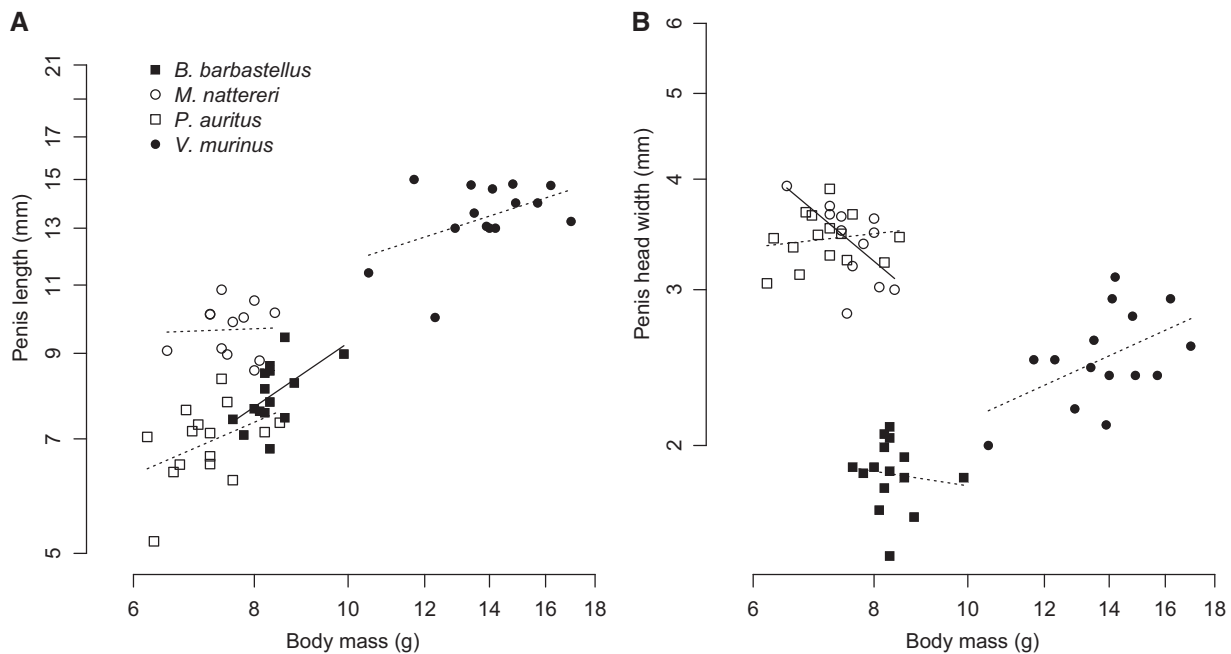 A
Penis length (mm)
21
17
15
13
11
9
7
5
B. barbastellus
M. nattereri
P. auritus
V. murinus
6 8 10 12 14 16 18
Body mass (g)
B
Penis head width (mm)
6
5
4
3
2
6 8 10 12 14 16 18
Body mass (g)